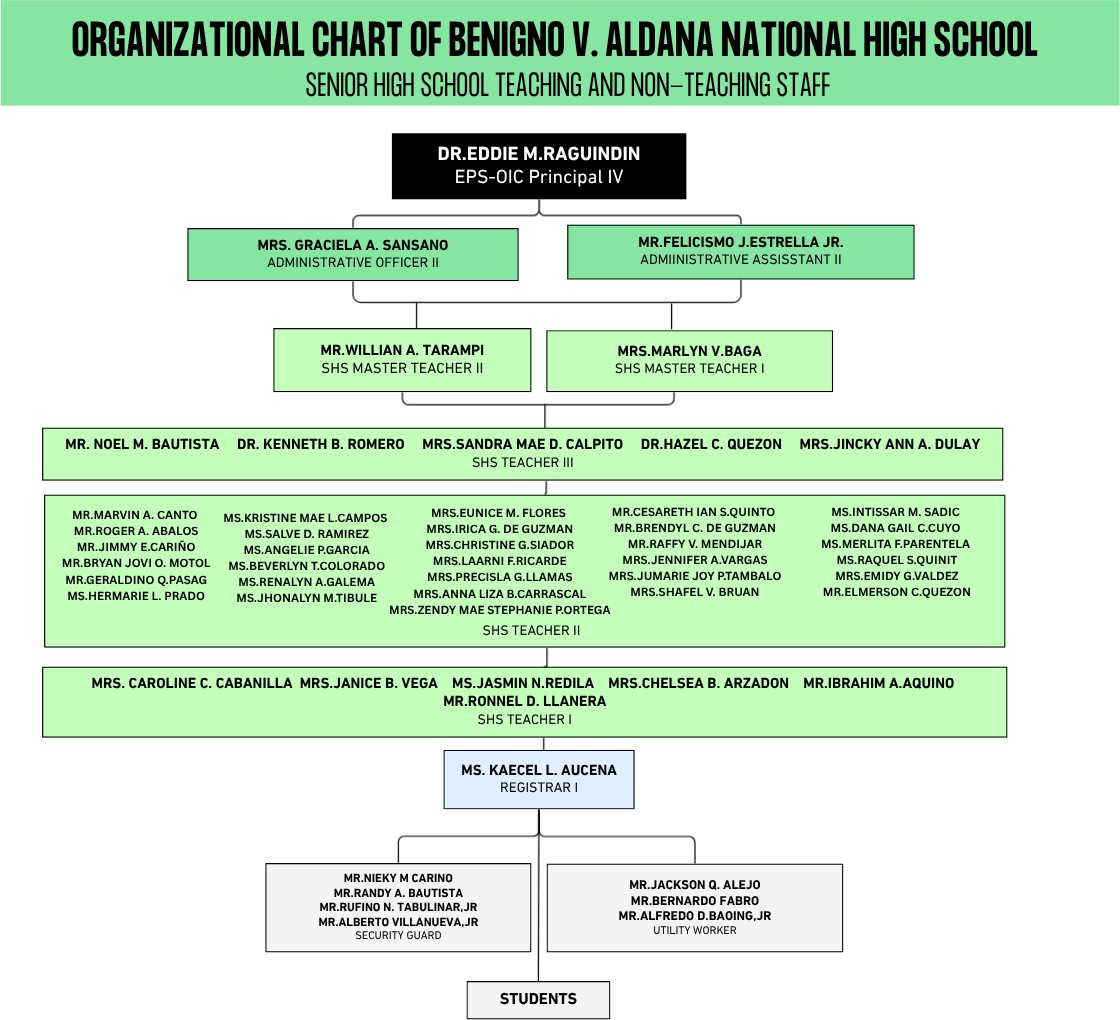 ORGANIZATIONAL CHART OF BENIGNO V. ALDANA NATIONAL HIGH SCHOOL
SENIOR HIGH SCHOOL TEACHING AND NON–TEACHING STAFF
DR.EDDIE M.RAGUINDIN
EPS-OIC Principal IV
MRS. GRACIELA A. SANSANO
ADMINISTRATIVE OFFICER II
MR.FELICISMO J.ESTRELLA JR.
ADMIINISTRATIVE ASSISSTANT II
MR.WILLIAN A. TARAMPI
SHS MASTER TEACHER II
MRS.MARLYN V.BAGA
SHS MASTER TEACHER I
MR. NOEL M. BAUTISTA DR. KENNETH B. ROMERO MRS.SANDRA MAE D. CALPITO DR.HAZEL C. QUEZON MRS.JINCKY ANN A. DULAY
SHS TEACHER III
MR.MARVIN A. CANTO
MR.ROGER A. ABALOS
MR.JIMMY E.CARIÑO
MR.BRYAN JOVI O. MOTOL
MR.GERALDINO Q.PASAG
MS.HERMARIE L. PRADO
MS.KRISTINE MAE L.CAMPOS
MS.SALVE D. RAMIREZ
MS.ANGELIE P.GARCIA
MS.BEVERLYN T.COLORADO
MS.RENALYN A.GALEMA
MS.JHONALYN M.TIBULE
MRS.EUNICE M. FLORES
MRS.IRICA G. DE GUZMAN
MRS.CHRISTINE G.SIADOR
MRS.LAARNI F.RICARDE
MRS.PRECISLA G.LLAMAS
MRS.ANNA LIZA B.CARRASCAL
MRS.ZENDY MAE STEPHANIE P.ORTEGA
MR.CESARETH IAN S.QUINTO
MR.BRENDYL C. DE GUZMAN
MR.RAFFY V. MENDIJAR
MRS.JENNIFER A.VARGAS
MRS.JUMARIE JOY P.TAMBALO
MRS.SHAFEL V. BRUAN
MS.INTISSAR M. SADIC
MS.DANA GAIL C.CUYO
MS.MERLITA F.PARENTELA
MS.RAQUEL S.QUINIT
MRS.EMIDY G.VALDEZ
MR.ELMERSON C.QUEZON
SHS TEACHER II
MRS. CAROLINE C. CABANILLA MRS.JANICE B. VEGA MS.JASMIN N.REDILA MRS.CHELSEA B. ARZADON MR.IBRAHIM A.AQUINO
MR.RONNEL D. LLANERA
SHS TEACHER I
MS. KAECEL L. AUCENA
REGISTRAR I
MR.NIEKY M CARINO
MR.RANDY A. BAUTISTA
MR.RUFINO N. TABULINAR,JR
MR.ALBERTO VILLANUEVA,JR
SECURITY GUARD
MR.JACKSON Q. ALEJO
MR.BERNARDO FABRO
MR.ALFREDO D.BAOING,JR
UTILITY WORKER
STUDENTS